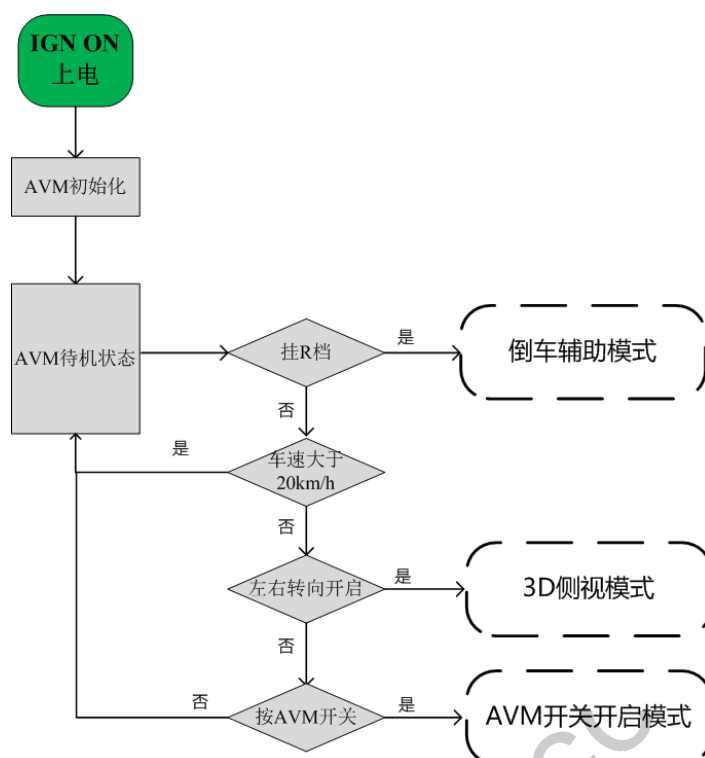 IGN ON
上电
AVM初始化
AVM待机状态
挂R档
是
倒车辅助模式
否
是
车速大于
20km/h
否
左右转向开启
是
3D侧视模式
否
否
按AVM开关
是
AVM开关开启模式